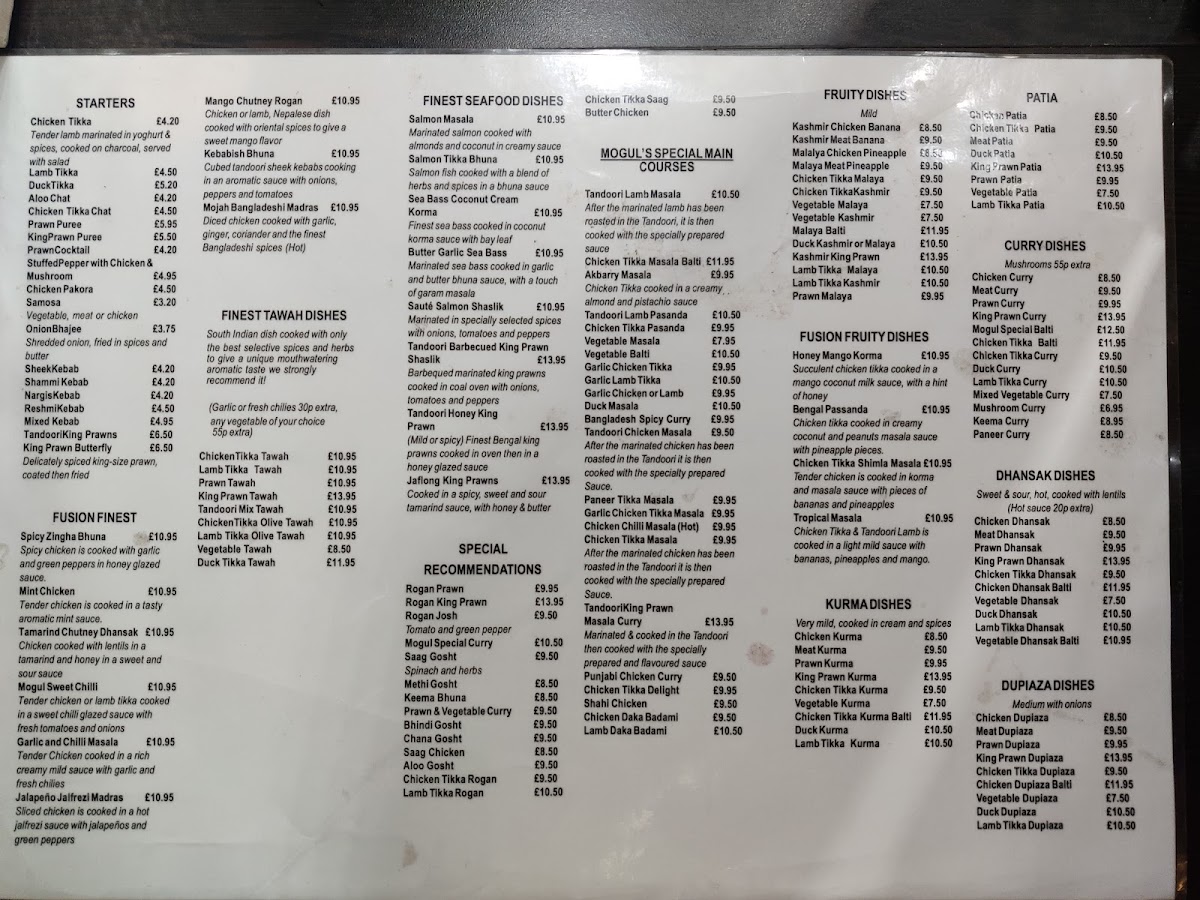 STARTERS
Chicken Tikka £4.20
Tender lamb marinated in yoghurt &
spices, cooked on charcoal, served
with salad
Lamb Tikka £4.50
DuckTikka £5.20
Aloo Chat £4.20
Chicken Tikka Chat £4.50
Prawn Puree £5.95
KingPrawn Puree £5.50
PrawnCocktail £4.20
StuffedPepper with Chicken &
Mushroom £4.95
Chicken Pakora £4.50
Samosa £3.20
Vegetable, meat or chicken
OnionBhajee £3.75
Shredded onion, fried in spices and
butter
SheekKebab £4.20
Shammi Kebab £4.20
NargisKebab £4.20
ReshmiKebab £4.50
Mixed Kebab £4.95
TandooriKing Prawns £6.50
King Prawn Butterfly £6.50
Delicately spiced king-size prawn,
coated then fried
FUSION FINEST
Spicy Zingha Bhuna £10.95
Spicy chicken is cooked with garlic
and green peppers in honey glazed
sauce.
Mint Chicken £10.95
Tender chicken is cooked in a tasty
aromatic mint sauce.
Tamarind Chutney Dhansak £10.95
Chicken cooked with lentils in a
tamarind and honey in a sweet and
sour sauce
Mogul Sweet Chilli £10.95
Tender chicken or lamb tikka cooked
in a sweet chilli glazed sauce with
fresh tomatoes and onions
Garlic and Chilli Masala £10.95
Tender Chicken cooked in a rich
creamy mild sauce with garlic and
fresh chilies
Jalapeño Jalfrezi Madras £10.95
Sliced chicken is cooked in a hot
jalfrezi sauce with jalapeños and
green peppers
Mango Chutney Rogan £10.95
Chicken or lamb, Nepalese dish
cooked with oriental spices to give a
sweet mango flavor
Kebabish Bhuna £10.95
Cubed tandoori sheek kebabs cooking
in an aromatic sauce with onions,
peppers and tomatoes
Mojah Bangladeshi Madras £10.95
Diced chicken cooked with garlic,
ginger, coriander and the finest
Bangladeshi spices (Hot)
FINEST TAWAH DISHES
South Indian dish cooked with only
the best selective spices and herbs
to give a unique mouthwatering
aromatic taste we strongly
recommend it!
(Garlic or fresh chilies 30p extra,
any vegetable of your choice
55p extra)
ChickenTikka Tawah £10.95
Lamb Tikka Tawah £10.95
Prawn Tawah £10.95
King Prawn Tawah £13.95
Tandoori Mix Tawah £10.95
ChickenTikka Olive Tawah £10.95
Lamb Tikka Olive Tawah £10.95
Vegetable Tawah £8.50
Duck Tikka Tawah £11.95
FINEST SEAFOOD DISHES
Salmon Masala £10.95
Marinated salmon cooked with
almonds and coconut in creamy sauce
Salmon Tikka Bhuna £10.95
Salmon fish cooked with a blend of
herbs and spices in a bhuna sauce
Sea Bass Coconut Cream
Korma £10.95
Finest sea bass cooked in coconut
korma sauce with bay leaf
Butter Garlic Sea Bass £10.95
Marinated sea bass cooked in garlic
and butter bhuna sauce, with a touch
of garam masala
Sauté Salmon Shaslik £10.95
Marinated in specially selected spices
with onions, tomatoes and peppers
Tandoori Barbecued King Prawn
Shaslik £13.95
Barbequed marinated king prawns
cooked in coal oven with onions,
tomatoes and peppers
Tandoori Honey King
Prawn £13.95
(Mild or spicy) Finest Bengal king
prawns cooked in oven then in a
honey glazed sauce
Jaflong King Prawns £13.95
Cooked in a spicy, sweet and sour
tamarind sauce, with honey & butter
SPECIAL
RECOMMENDATIONS
Rogan Prawn £9.95
Rogan King Prawn £13.95
Rogan Josh £9.50
Tomato and green pepper
Mogul Special Curry £10.50
Saag Gosht £9.50
Spinach and herbs
Methi Gosht £8.50
Keema Bhuna £8.50
Prawn & Vegetable Curry £9.50
Bhindi Gosht £9.50
Chana Gosht £9.50
Saag Chicken £8.50
Aloo Gosht £9.50
Chicken Tikka Rogan £9.50
Lamb Tikka Rogan £10.50
Chicken Tikka Saag £9.50
Butter Chicken £9.50
MOGUL'S SPECIAL MAIN
COURSES
Tandoori Lamb Masala £10.50
After the marinated lamb has been
roasted in the Tandoori, it is then
cooked with the specially prepared
sauce
Chicken Tikka Masala Balti £11.95
Akbarry Masala £9.95
Chicken Tikka cooked in a creamy
almond and pistachio sauce
Tandoori Lamb Pasanda £10.50
Chicken Tikka Pasanda £9.95
Vegetable Masala £7.95
Vegetable Balti £10.50
Garlic Chicken Tikka £9.95
Garlic Lamb Tikka £10.50
Garlic Chicken or Lamb £9.95
Duck Masala £10.50
Bangladesh Spicy Curry £9.95
Tandoori Chicken Masala £9.50
After the marinated chicken has been
roasted in the Tandoori it is then
cooked with the specially prepared
Sauce.
Paneer Tikka Masala £9.95
Garlic Chicken Tikka Masala £9.95
Chicken Chilli Masala (Hot) £9.95
Chicken Tikka Masala £9.95
After the marinated chicken has been
roasted in the Tandoori it is then
cooked with the specially prepared
Sauce.
TandooriKing Prawn
Masala Curry £13.95
Marinated & cooked in the Tandoori
then cooked with the specially
prepared and flavoured sauce
Punjabi Chicken Curry £9.50
Chicken Tikka Delight £9.95
Shahi Chicken £9.50
Chicken Daka Badami £9.50
Lamb Daka Badami £10.50
FRUITY DISHES
Mild
Kashmir Chicken Banana £8.50
Kashmir Meat Banana £9.50
Malalya Chicken Pineapple
Malaya Meat Pineapple £9.50
Chicken Tikka Malaya £9.50
Chicken TikkaKashmir £9.50
Vegetable Malaya £7.50
Vegetable Kashmir £7.50
Malaya Balti £11.95
Duck Kashmir or Malaya £10.50
Kashmir King Prawn £13.95
Lamb Tikka Malaya £10.50
Lamb Tikka Kashmir £10.50
Prawn Malaya £9.95
FUSION FRUITY DISHES
Honey Mango Korma £10.95
Succulent chicken tikka cooked in a
mango coconut milk sauce, with a hint
of honey
Bengal Passanda £10.95
Chicken tikka cooked in creamy
coconut and peanuts masala sauce
with pineapple pieces.
Chicken Tikka Shimla Masala £10.95
Tender chicken is cooked in korma
and masala sauce with pieces of
bananas and pineapples
Tropical Masala £10.95
Chicken Tikka & Tandoori Lamb is
cooked in a light mild sauce with
bananas, pineapples and mango.
KURMA DISHES
Very mild, cooked in cream and spices
Chicken Kurma £8.50
Meat Kurma £9.50
Prawn Kurma £9.95
King Prawn Kurma £13.95
Chicken Tikka Kurma £9.50
Vegetable Kurma £7.50
Chicken Tikka Kurma Balti £11.95
Duck Kurma £10.50
Lamb Tikka Kurma £10.50
PATIA
Chicken Patia £8.50
Chicken Tikka Patia £9.50
Meat Patia £9.50
Duck Patia £10.50
King Prawn Patia £13.95
Prawn Patia £9.95
Vegetable Patia £7.50
Lamb Tikka Patia £10.50
CURRY DISHES
Mushrooms 55p extra
Chicken Curry £8.50
Meat Curry £9.50
Prawn Curry £9.95
King Prawn Curry £13.95
Mogul Special Balti £12.50
Chicken Tikka Balti £11.95
Chicken Tikka Curry £9.50
Duck Curry £10.50
Lamb Tikka Curry £10.50
Mixed Vegetable Curry £7.50
Mushroom Curry £6.95
Keema Curry £8.95
Paneer Curry £8.50
DHANSAK DISHES
Sweet & sour, hot, cooked with lentils
(Hot sauce 20p extra)
Chicken Dhansak £8.50
Meat Dhansak £9.50
Prawn Dhansak £9.95
King Prawn Dhansak £13.95
Chicken Tikka Dhansak £9.50
Chicken Dhansak Balti £11.95
Vegetable Dhansak £7.50
Duck Dhansak £10.50
Lamb Tikka Dhansak £10.50
Vegetable Dhansak Balti £10.95
DUPIAZA DISHES
Medium with onions
Chicken Dupiaza £8.50
Meat Dupiaza £9.50
Prawn Dupiaza £9.95
King Prawn Dupiaza £13.95
Chicken Tikka Dupiaza £9.50
Chicken Dupiaza Balti £11.95
Vegetable Dupiaza £7.50
Duck Dupiaza £10.50
Lamb Tikka Dupiaza £10.50